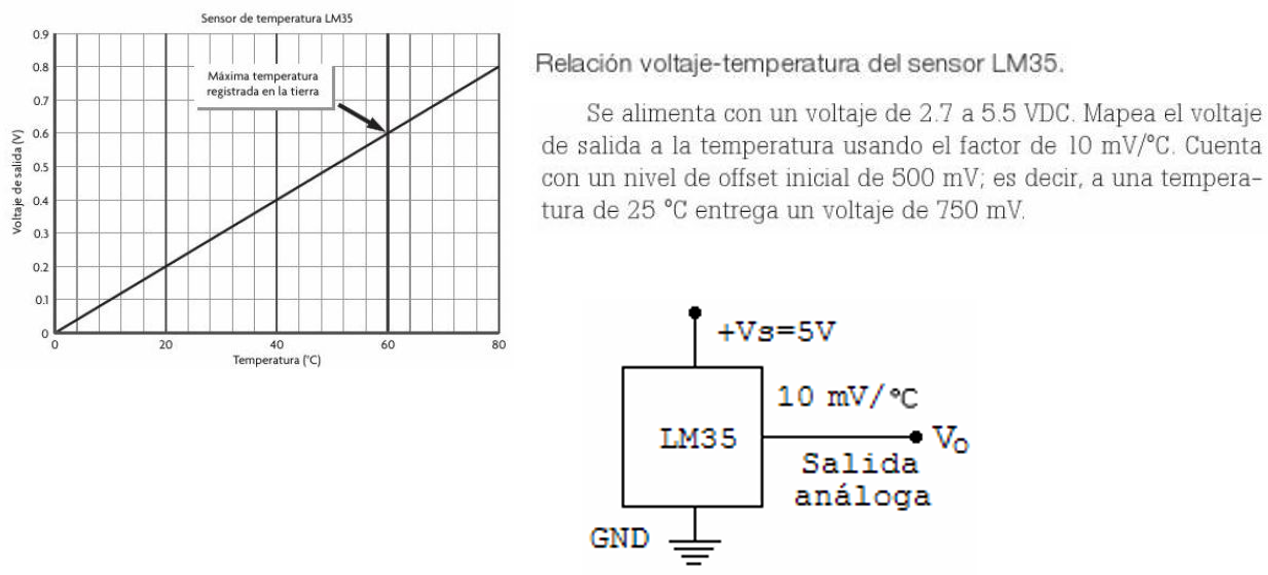 Sensor de temperatura LM35
0.9
0.8
0.7
0.6
0.5
0.4
0.3
0.2
0.1
0
Voltaje de salida (V)
Máxima temperatura
registrada en la tierra
0 20 40 60 80
Temperatura (°C)
Relación voltaje-temperatura del sensor LM35.
Se alimenta con un voltaje de 2.7 a 5.5 VDC. Mapea el voltaje
de salida a la temperatura usando el factor de 10 mV/°C. Cuenta
con un nivel de offset inicial de 500 mV; es decir, a una tempera-
tura de 25 °C entrega un voltaje de 750 mV.
+Vs=5V
10 mV/°C
LM35
Vo
Salida
análoga
GND